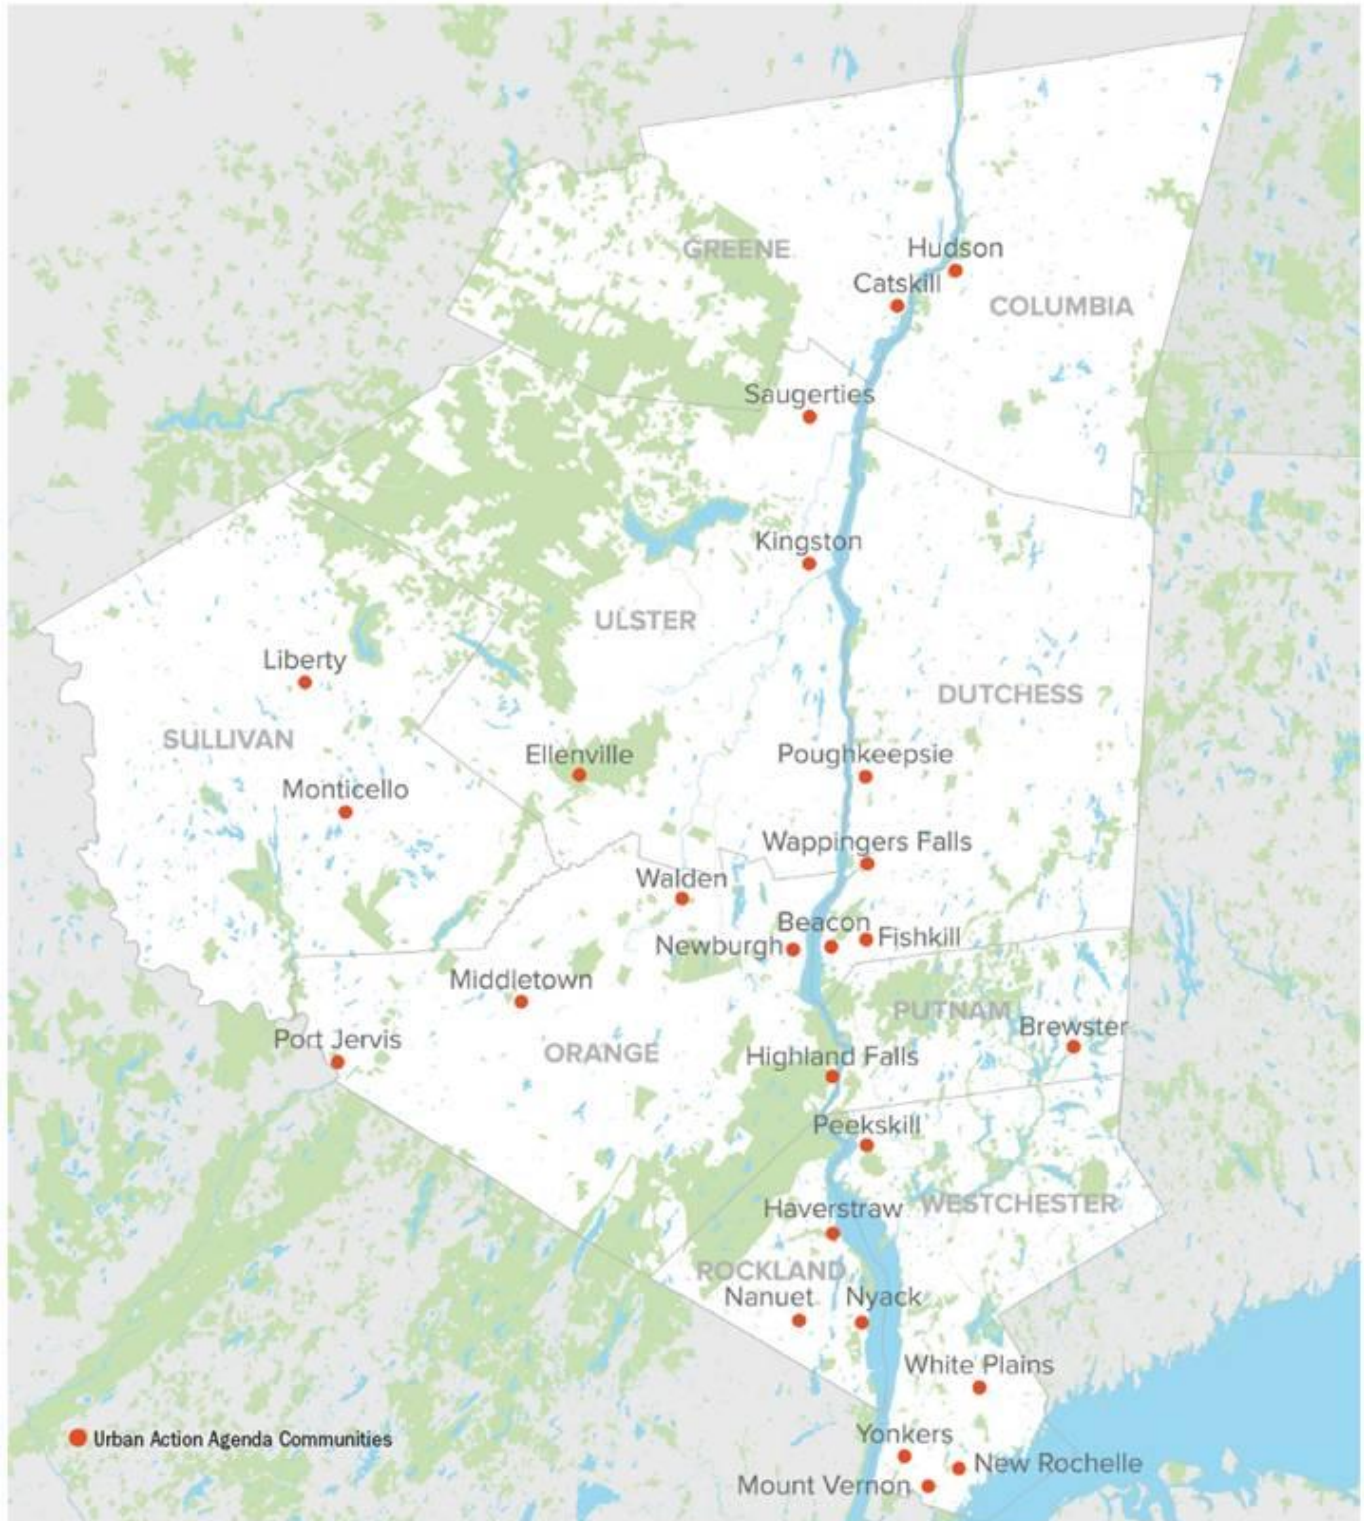 GREENE
Hudson
Catskill
COLUMBIA
Saugerties
Kingston
ULSTER
Liberty
DUTCHESS
SULLIVAN
Ellenville
Poughkeepsie
Monticello
Wappingers Falls
Walden
Beacon
Newburgh
Fishkill
Middletown
PUTNAM
Brewster
Port Jervis
ORANGE
Highland Falls
Peekskill
Haverstraw
WESTCHESTER
ROCKLAND
Nanuet
Nyack
White Plains
Urban Action Agenda Communities
Yonkers
New Rochelle
Mount Vernon